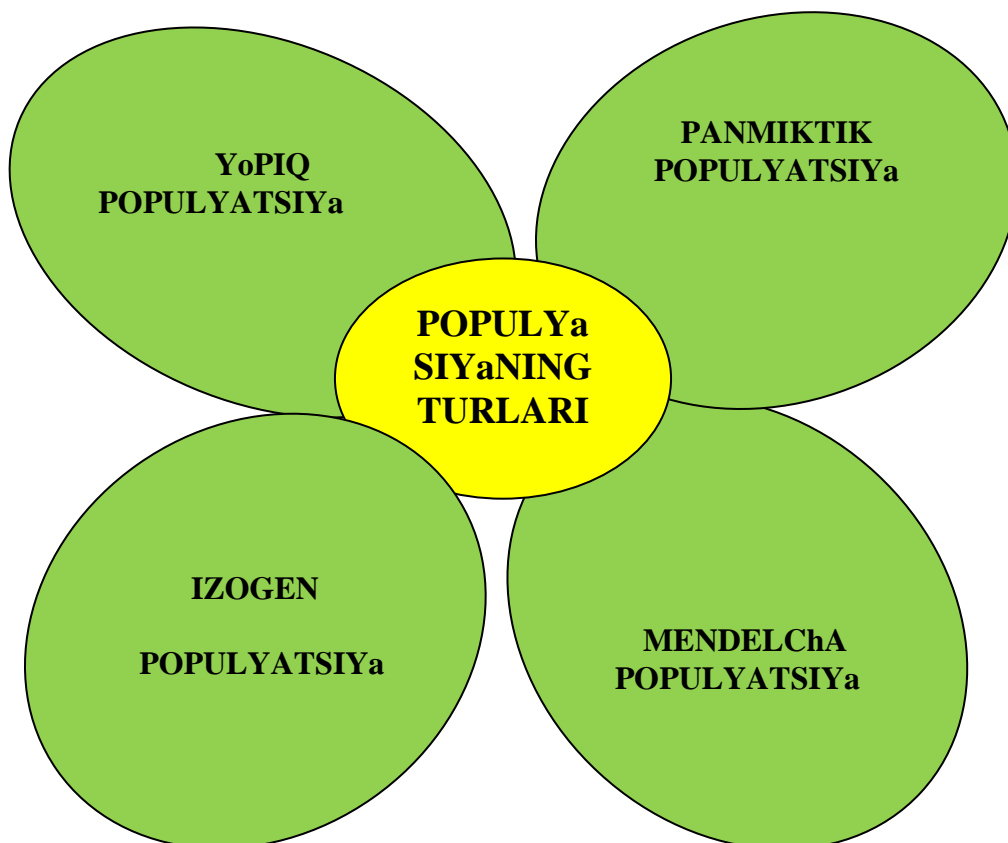 YoPIQ
POPULYATSIYa
PANMIKTIK
POPULYATSIYa
POPULYa
SIYaNING
TURLARI
IZOGEN
POPULYATSIYa
MENDELChA
POPULYATSIYa